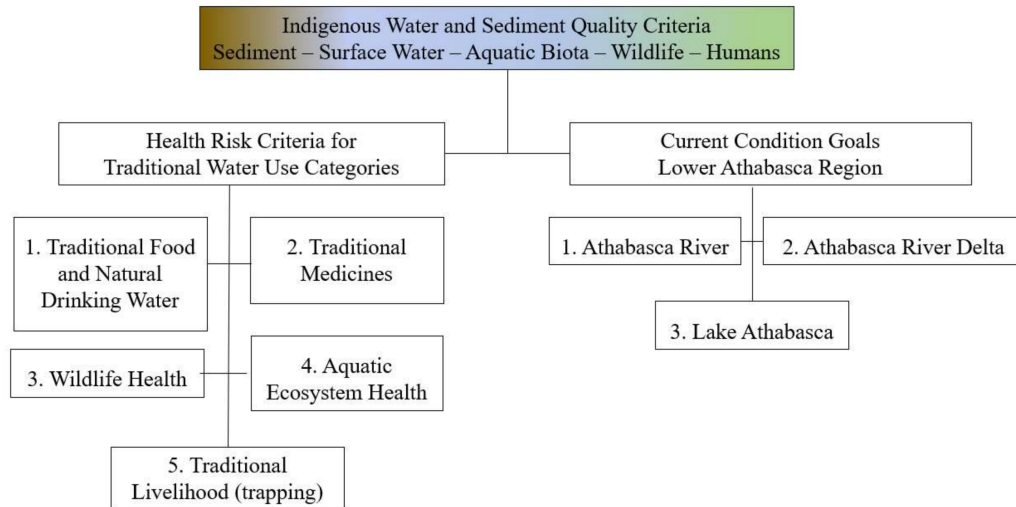 Indigenous Water and Sediment Quality Criteria
Sediment – Surface Water – Aquatic Biota – Wildlife – Humans
Health Risk Criteria for
Traditional Water Use Categories
Current Condition Goals
Lower Athabasca Region
1. Traditional Food
and Natural
Drinking Water
2. Traditional
Medicines
1. Athabasca River
2. Athabasca River Delta
3. Lake Athabasca
3. Wildlife Health
4. Aquatic
Ecosystem Health
5. Traditional
Livelihood (trapping)